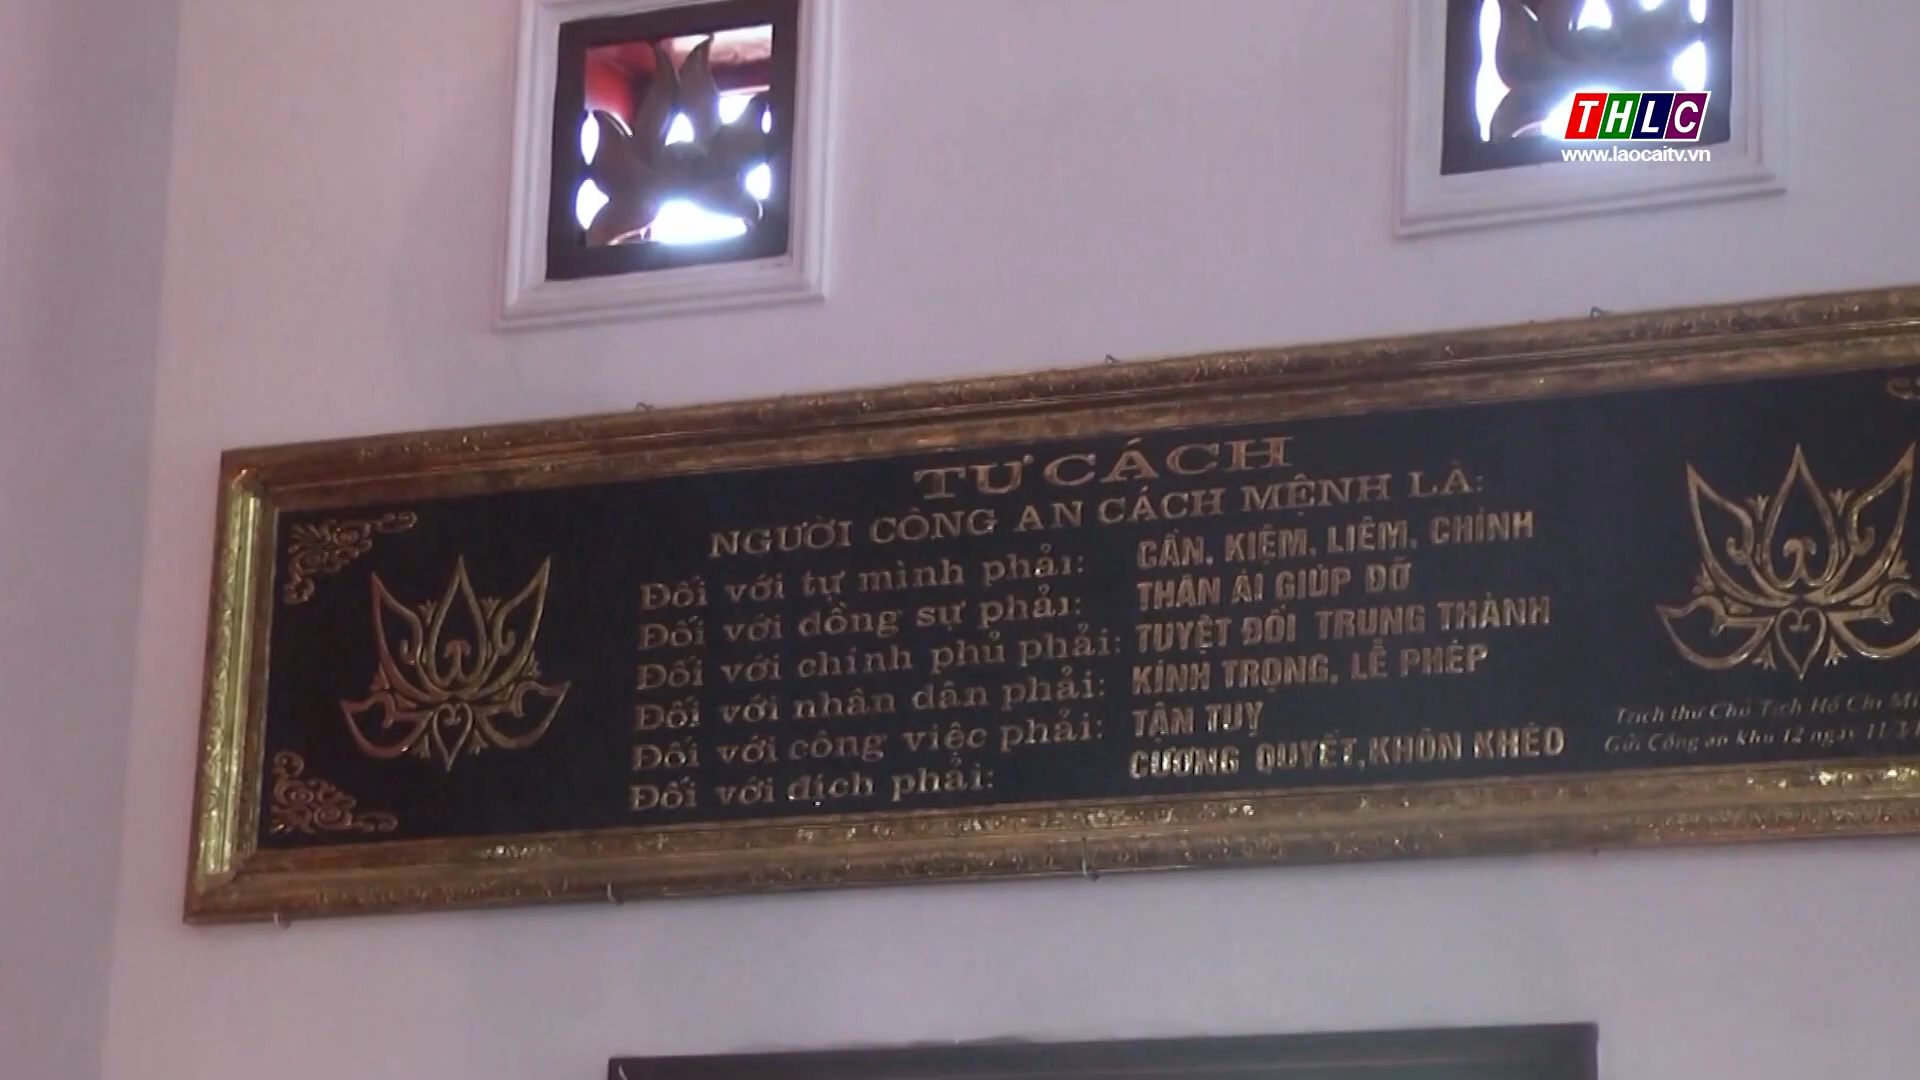 THLC
www.laocaitv.vn
TƯ CÁCH
NGƯỜI CÔNG AN CÁCH MỆNH LÀ:
Đối với tự mình phải: CẦN, KIỆM, LIÊM, CHÍNH
Đối với đồng sự phải: THÂN ÁI GIÚP ĐỠ
Đối với chính phủ phải: TUYỆT ĐỐI TRUNG THÀNH
Đối với nhân dân phải: KÍNH TRỌNG, LỄ PHÉP
Đối với công việc phải: TẬN TỤY
Đối với địch phải: CƯƠNG QUYẾT, KHÔN KHÉO
Trích thư Chủ Tịch Hồ Chí
Gửi Công an khu 12 ngày